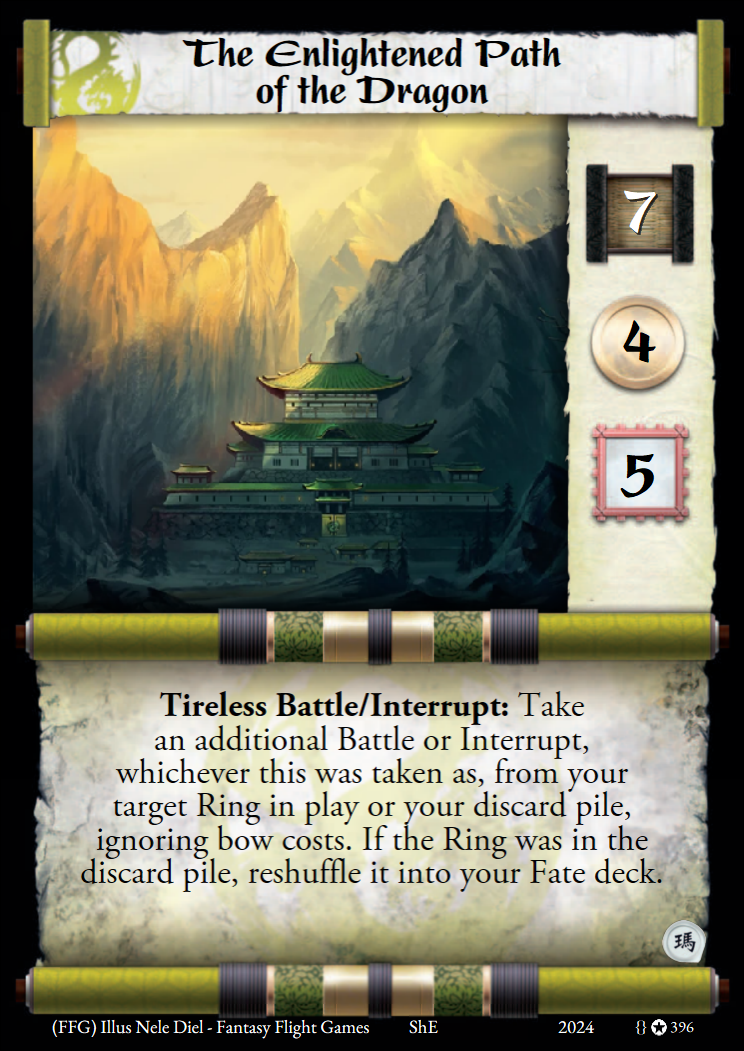 The Enlightened Path
of the Dragon
7
4
5
Tireless Battle/Interrupt: Take
an additional Battle or Interrupt,
whichever this was taken as, from your
target Ring in play or your discard pile,
ignoring bow costs. If the Ring was in the
discard pile, reshuffle it into your Fate deck.
瑪
(FFG) Illus Nele Diel - Fantasy Flight Games ShE 2024 {} ✪ 396